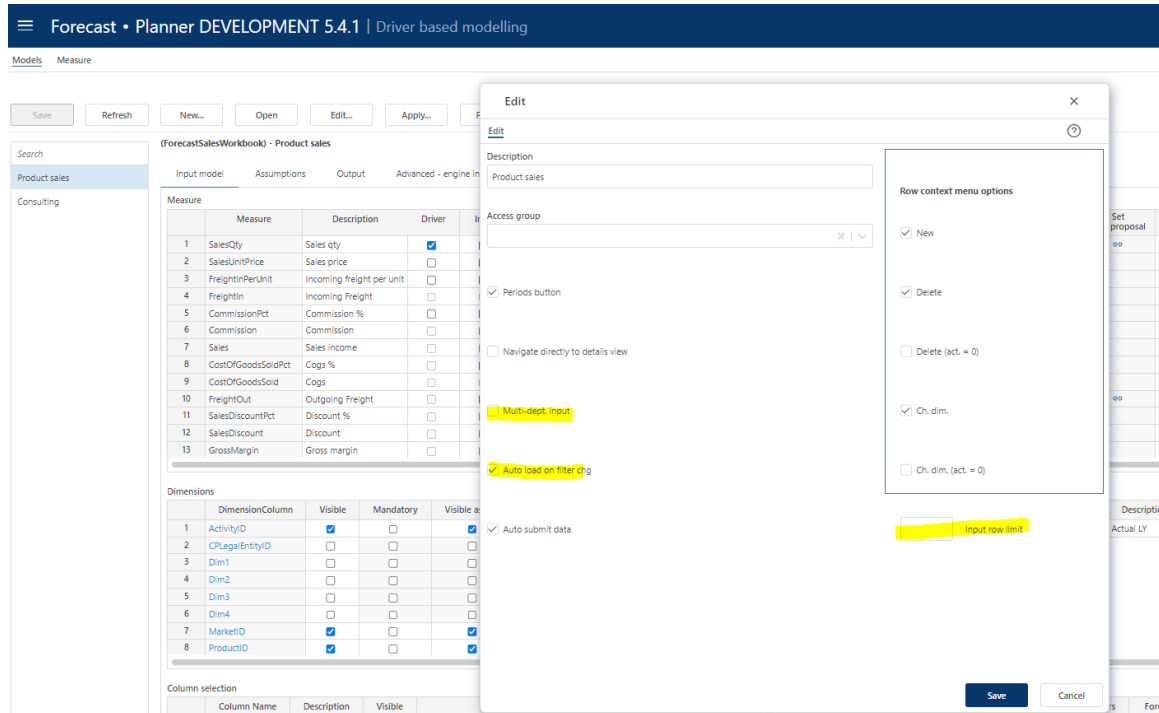 Forecast • Planner DEVELOPMENT 5.4.1 | Driver based modelling
Models Measure
Save Refresh New... Open Edit... Apply...
Search
Product sales
Consulting
(ForecastSalesWorkbook) - Product sales
Input model Assumptions Output Advanced - engine in
Measure
Measure Description Driver
1 SalesQty Sales qty
2 SalesUnitPrice Sales price
3 FreightInPerUnit Incoming freight per unit
4 FreightIn Incoming Freight
5 CommissionPct Commission %
6 Commission Commission
7 Sales Sales income
8 CostOfGoodsSoldPct Cogs %
9 CostOfGoodsSold Cogs
10 FreightOut Outgoing Freight
11 SalesDiscountPct Discount %
12 SalesDiscount Discount
13 GrossMargin Gross margin
Dimensions
DimensionColumn Visible Mandatory Visible as
1 ActivityID
2 CPLegalEntityID
3 Dim1
4 Dim2
5 Dim3
6 Dim4
7 MarketID
8 ProductID
Column selection
Column Name Description Visible
Edit
Edit
Description
Product sales
Access group
Periods button
Navigate directly to details view
Multi-dept. input
Auto load on filter chg
Auto submit data
Row context menu options
New
Delete
Delete (act. = 0)
Ch. dim.
Ch. dim. (act. = 0)
Input row limit
Save Cancel
Set
proposal
Descriptio
Actual LY
rs Forr